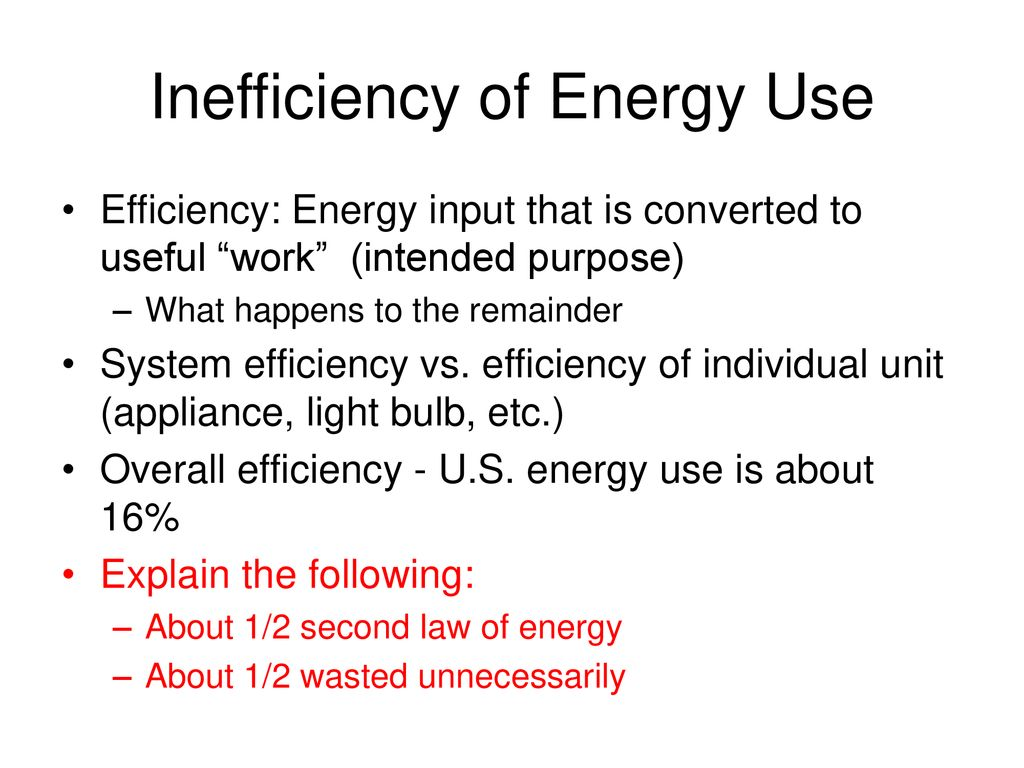 Inefficiency of Energy Use
• Efficiency: Energy input that is converted to
useful “work”  (intended purpose)
– What happens to the remainder
• System efficiency vs. efficiency of individual unit
(appliance, light bulb, etc.)
• Overall efficiency - U.S. energy use is about
16%
• Explain the following:
– About 1/2 second law of energy
– About 1/2 wasted unnecessarily